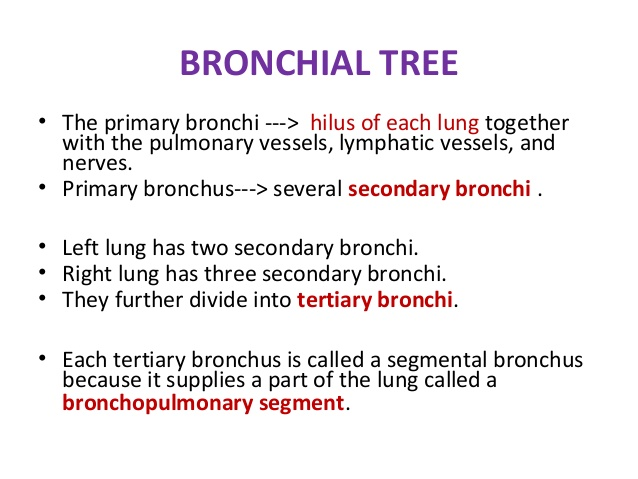 BRONCHIAL TREE
• The primary bronchi ---> hilus of each lung together
with the pulmonary vessels, lymphatic vessels, and
nerves.
• Primary bronchus---> several secondary bronchi .
• Left lung has two secondary bronchi.
• Right lung has three secondary bronchi.
• They further divide into tertiary bronchi.
• Each tertiary bronchus is called a segmental bronchus
because it supplies a part of the lung called a
bronchopulmonary segment.